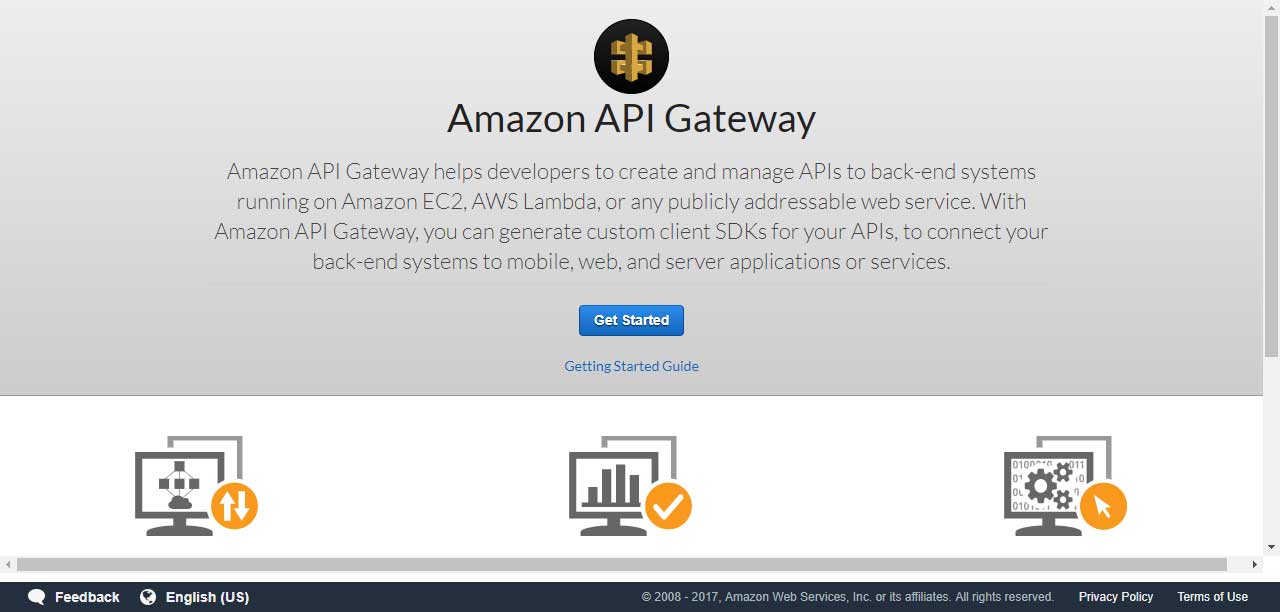 Amazon API Gateway
Amazon API Gateway helps developers to create and manage APIs to back-end systems
running on Amazon EC2, AWS Lambda, or any publicly addressable web service. With
Amazon API Gateway, you can generate custom client SDKs for your APIs, to connect your
back-end systems to mobile, web, and server applications or services.
Get Started
Getting Started Guide
Feedback English (US) © 2008 - 2017, Amazon Web Services, Inc. or its affiliates. All rights reserved. Privacy Policy Terms of Use